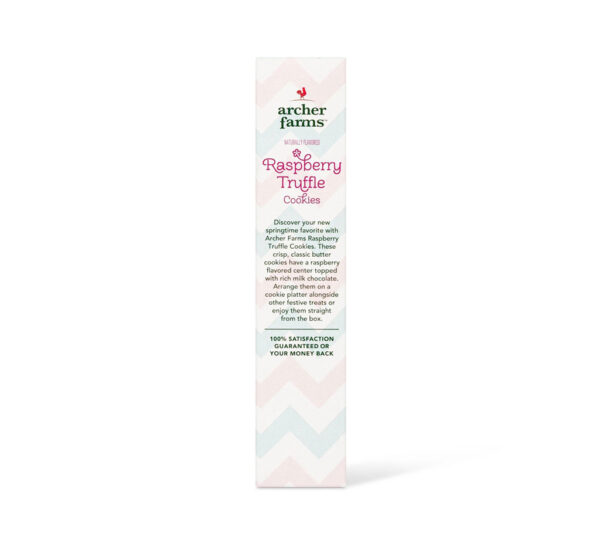 archer
farms™
NATURALLY FLAVORED
Raspberry
Truffle
Cookies
Discover your new
springtime favorite with
Archer Farms Raspberry
Truffle Cookies. These
crisp, classic butter
cookies have a raspberry
flavored center topped
with rich milk chocolate.
Arrange them on a
cookie platter alongside
other festive treats or
enjoy them straight
from the box.
100% SATISFACTION
GUARANTEED OR
YOUR MONEY BACK